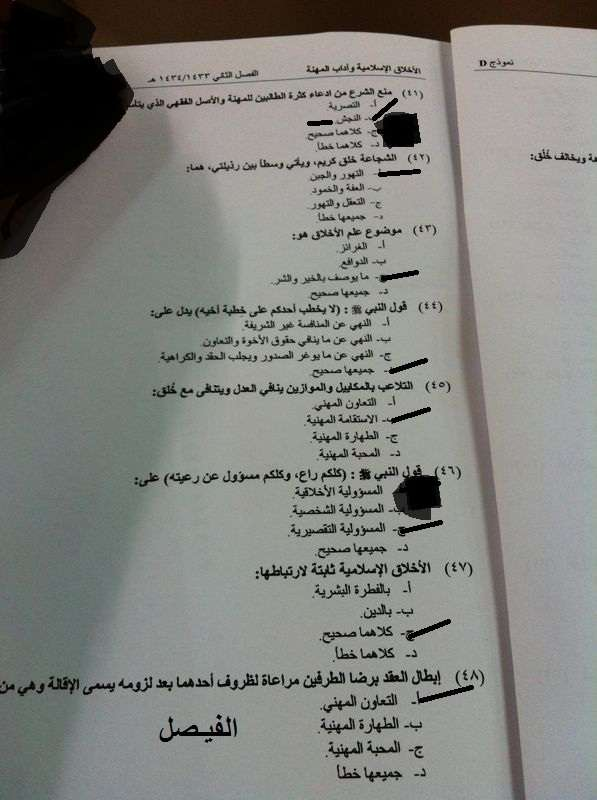 نموذج D
ة ويخالف خُلق:
الأخلاق الإسلامية وآداب المهنة
الفصل الثاني ١٤٣٤/١٤٣٣ هـ
(٤١) منع الشرع من ادعاء كثرة الطالبين للمهنة والأصل الفقهي الذي
أ- التصرية.
ب- النجش.
ج- كلاهما صحيح
د- كلاهما خطأ.
(٤٢) الشجاعة خلق كريم، ويأتي وسطاً بين رذيلتي، هما:
التهور والجبن
ب- العفة والخمود.
ج- التعقل والتهور.
د- جميعها خطأ
(٤٣) موضوع علم الأخلاق هو:
أ- الغرائز.
ب- الدوافع.
ج- ما يوصف بالخير والشر.
د- جميعها صحيح.
(٤٤) قول النبي ﷺ : (لا يخطب أحدكم على خطبة أخيه) يدل على:
أ- النهي عن المنافسة غير الشريفة.
ب- النهي عن ما ينافي حقوق الأخوة والتعاون.
ج- النهي عن ما يوغر الصدور ويجلب الحقد والكراهية.
د- جميعها صحيح.
(٤٥) التلاعب بالمكاييل والموازين ينافي العدل ويتنافى مع خُلق:
أ- التعاون المهني.
ب- الاستقامة المهنية.
ج- الطهارة المهنية.
د- المحبة المهنية.
(٤٦) قول النبي ﷺ : (كلكم راع، وكلكم مسؤول عن رعيته) على:
المسؤولية الأخلاقية
ب- المسؤولية الشخصية.
ج- المسؤولية التقصيرية.
د- جميعها صحيح.
(٤٧) الأخلاق الإسلامية ثابتة لارتباطها:
أ- بالفطرة البشرية.
ب- بالدين.
ج- كلاهما صحيح.
د- كلاهما خطأ.
(٤٨) إبطال العقد برضا الطرفين مراعاة لظروف أحدهما بعد لزومه يسمى الإقالة وهي من
أ- التعاون المهني.
ب- الطهارة المهنية.
ج- المحبة المهنية.
د- جميعها خطأ
الفيصل